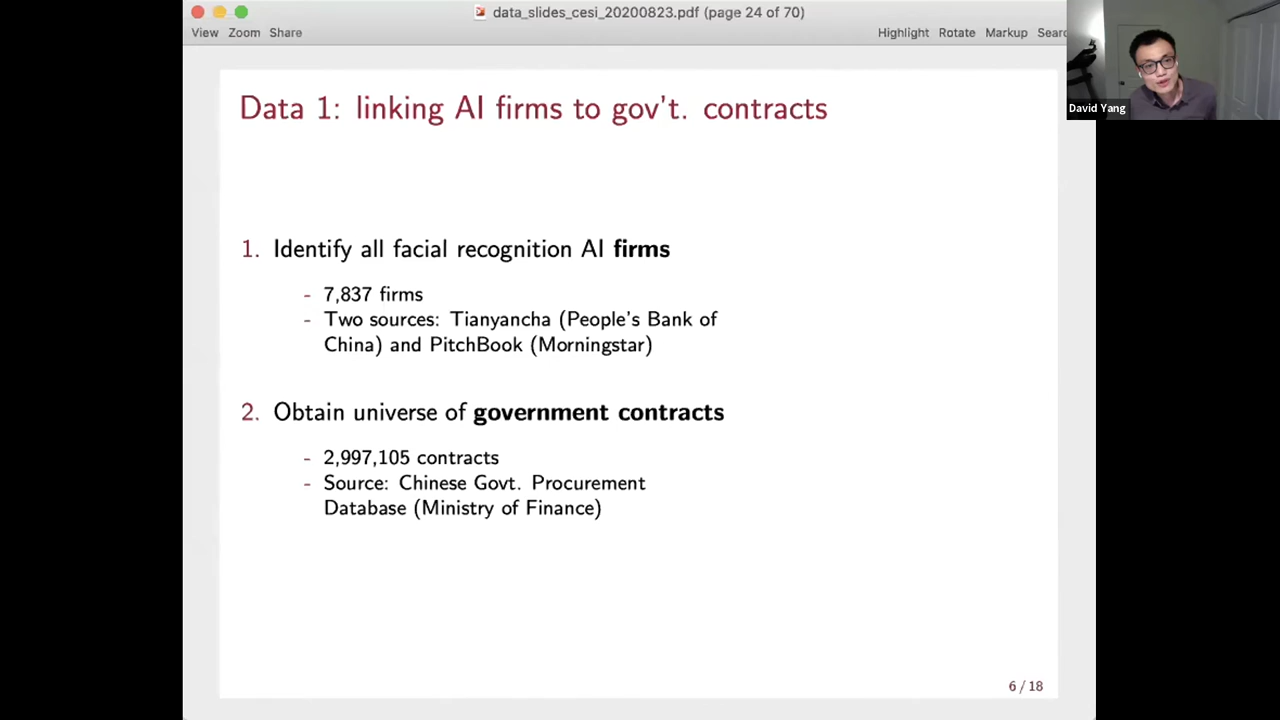 data_slides_cesi_20200823.pdf (page 24 of 70)
View Zoom Share
Highlight Rotate Markup Sear
David Yang
Data 1: linking AI firms to gov't. contracts
1. Identify all facial recognition AI firms
- 7,837 firms
- Two sources: Tianyancha (People's Bank of
China) and PitchBook (Morningstar)
2. Obtain universe of government contracts
- 2,997,105 contracts
- Source: Chinese Govt. Procurement
Database (Ministry of Finance)
6 / 18